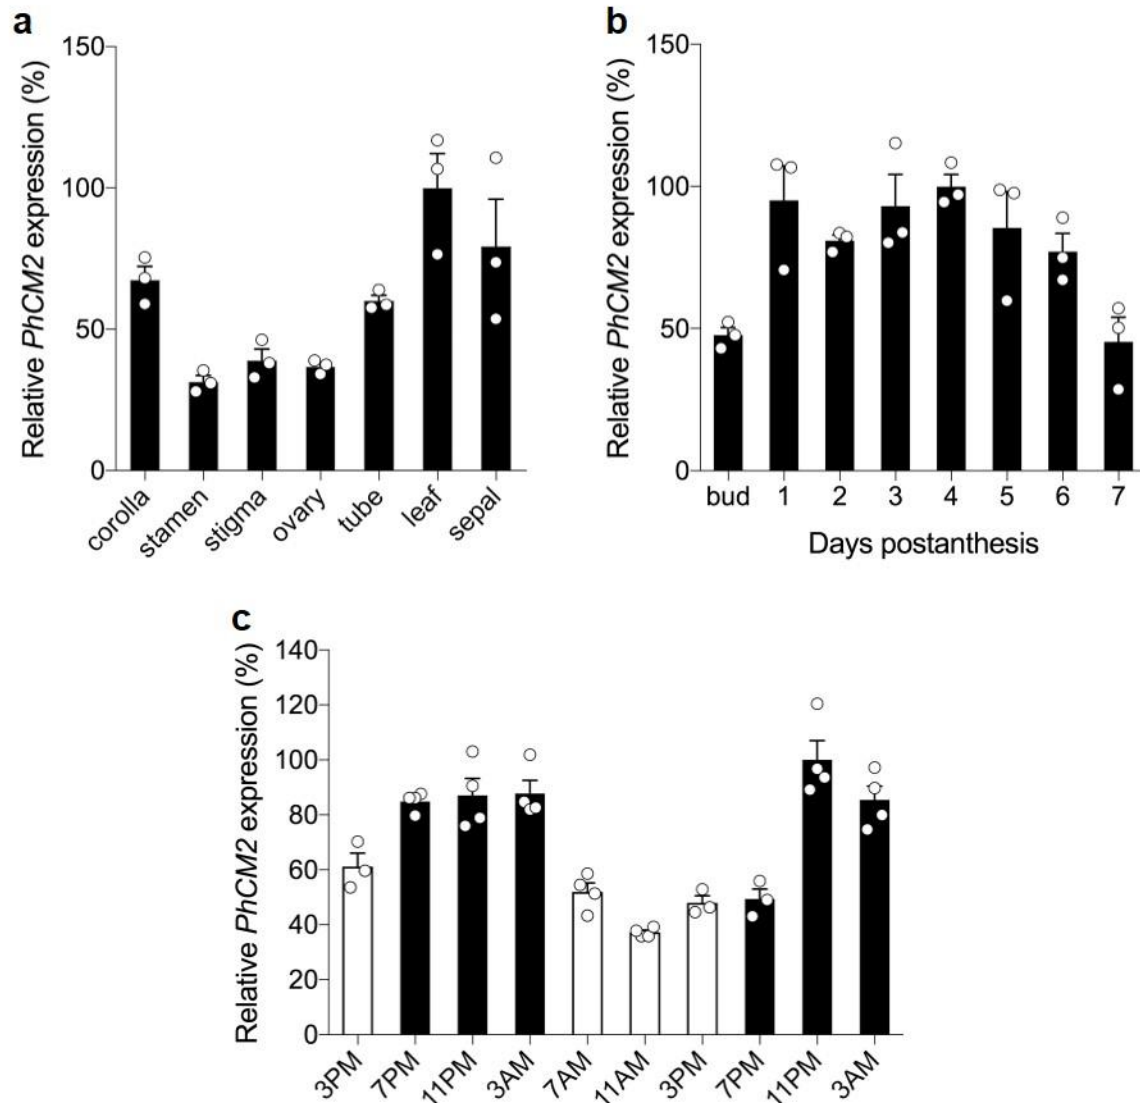 a
Relative PhCM2 expression (%)
150
100
50
0
corolla
stamen
stigma
ovary
tube
leaf
sepal
b
Relative PhCM2 expression (%)
150
100
50
0
bud 1 2 3 4 5 6 7
Days postanthesis
c
Relative PhCM2 expression (%)
140
120
100
80
60
40
20
0
3PM
7PM
11PM
3AM
7AM
11AM
3PM
7PM
11PM
3AM